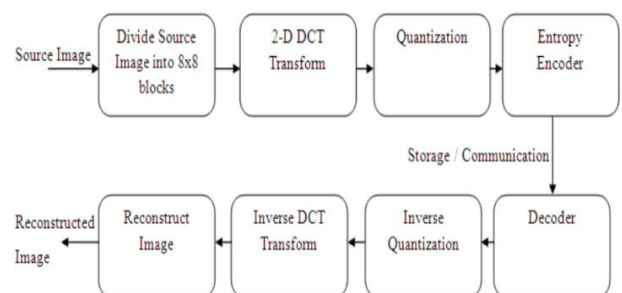 Source Image
Divide Source
Image into 8x8
blocks
2-D DCT
Transform
Quantization
Entropy
Encoder
Storage / Communication
Reconstructed
Image
Reconstruct
Image
Inverse DCT
Transform
Inverse
Quantization
Decoder